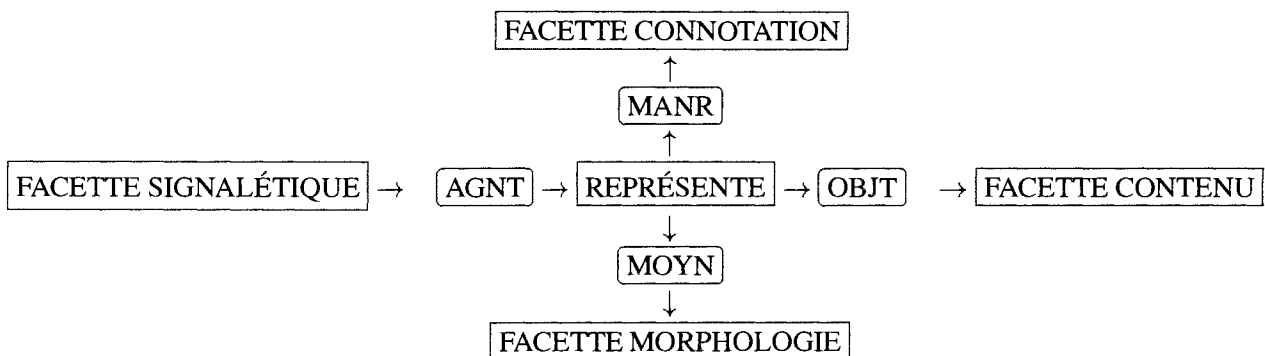 FACETTE CONNOTATION
MANR
FACETTE SIGNALÉTIQUE → AGNT → REPRÉSENTE → OBJT → FACETTE CONTENU
MOYN
FACETTE MORPHOLOGIE